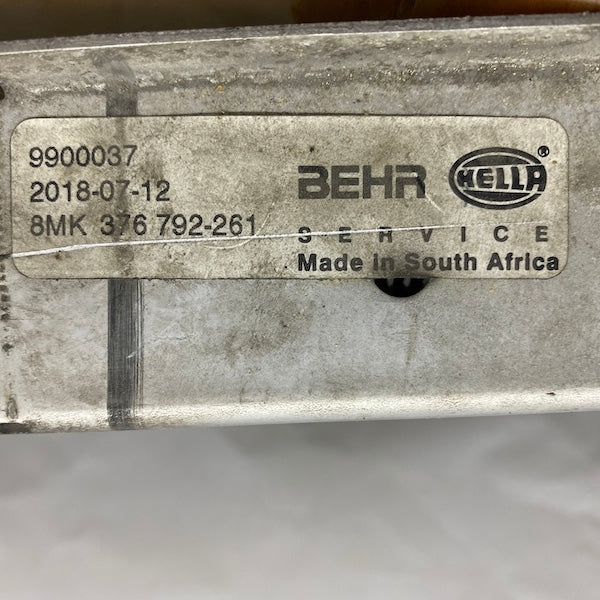 9900037
2018-07-12
8MK 376 792-261
BEHR HELLA®
SERVICE
Made in South Africa